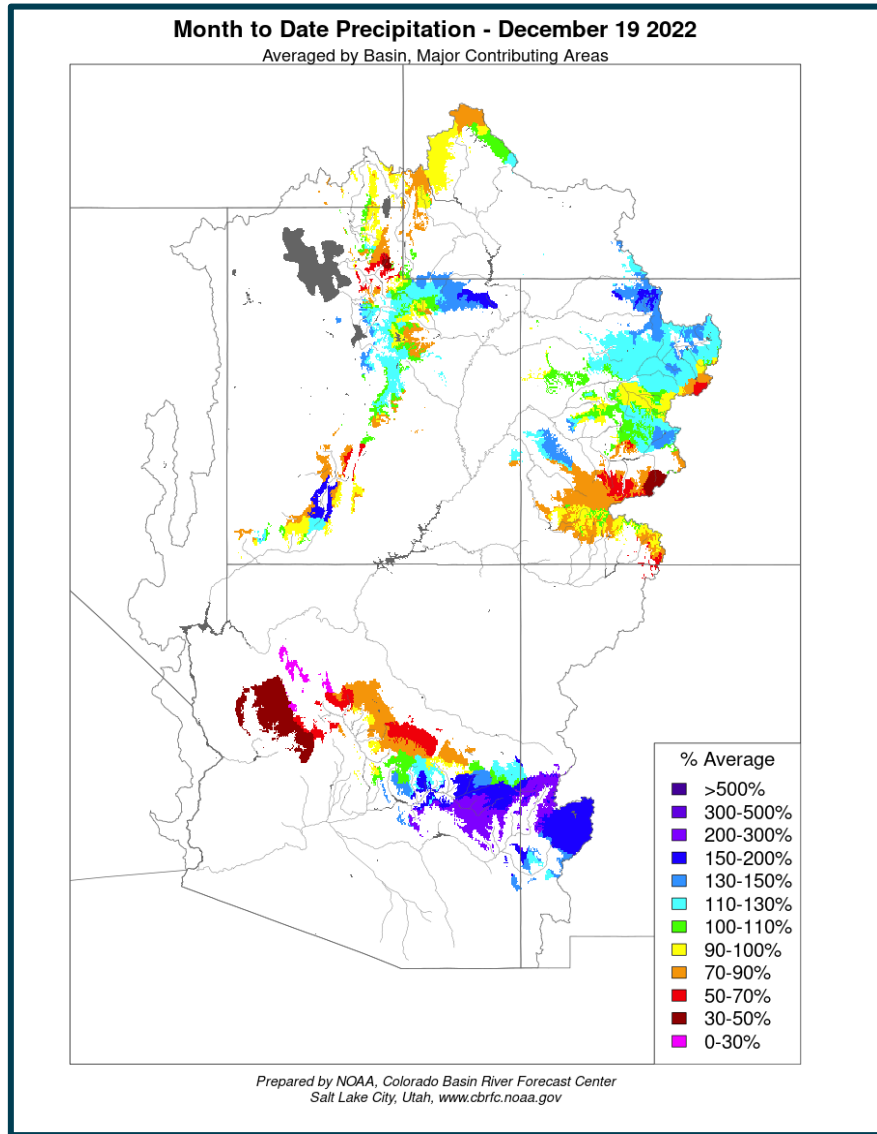 Month to Date Precipitation - December 19 2022
Averaged by Basin, Major Contributing Areas
% Average
>500%
300-500%
200-300%
150-200%
130-150%
110-130%
100-110%
90-100%
70-90%
50-70%
30-50%
0-30%
Prepared by NOAA, Colorado Basin River Forecast Center
Salt Lake City, Utah, www.cbrfc.noaa.gov